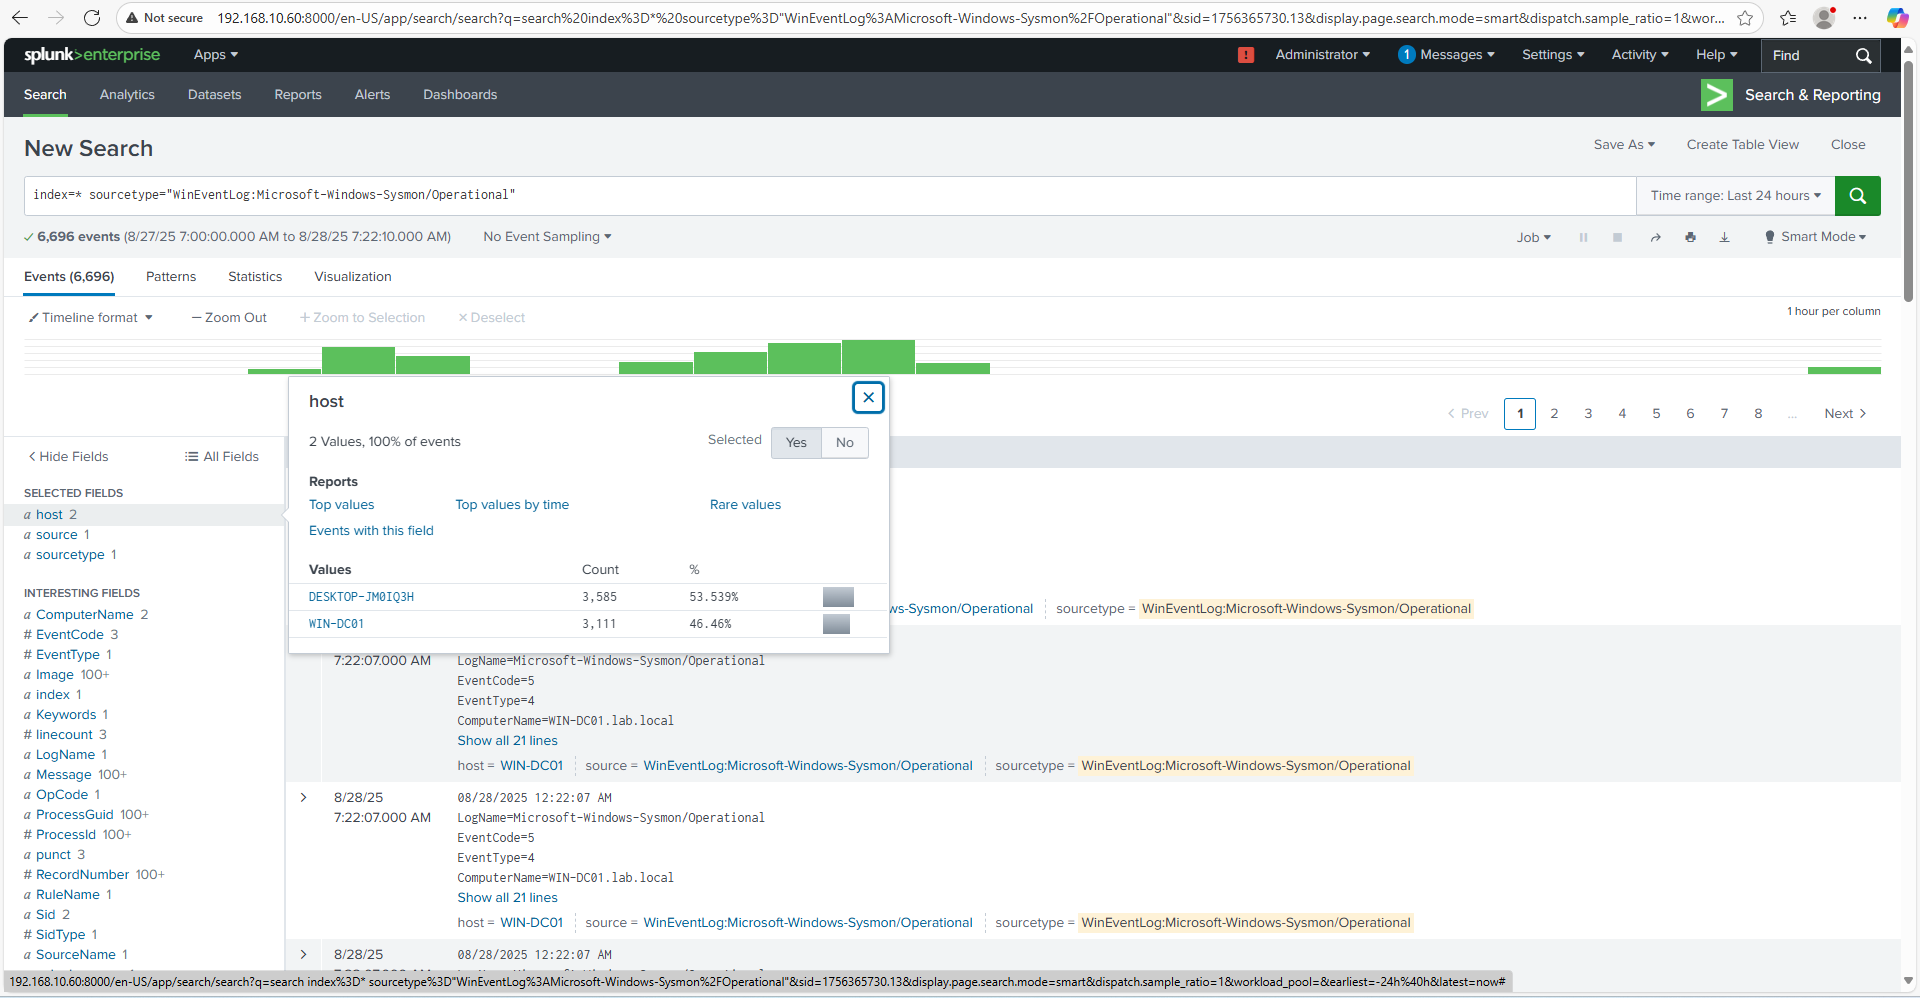 Not secure 192.168.10.60:8000/en-US/app/search/search?q=search%20index%3D*%20sourcetype%3D"WinEventLog%3AMicrosoft-Windows-Sysmon%2FOperational"&sid=1756365730.13&display.page.search.mode=smart&dispatch.sample_ratio=1&wor...
splunk>enterprise Apps Administrator 1 Messages Settings Activity Help Find
Search Analytics Datasets Reports Alerts Dashboards Search & Reporting
New Search Save As Create Table View Close
index=* sourcetype="WinEventLog:Microsoft-Windows-Sysmon/Operational" Time range: Last 24 hours
6,696 events (8/27/25 7:00:00.000 AM to 8/28/25 7:22:10.000 AM) No Event Sampling Job Smart Mode
Events (6,696) Patterns Statistics Visualization
Timeline format — Zoom Out + Zoom to Selection × Deselect 1 hour per column
host
< Prev 1 2 3 4 5 6 7 8 ... Next >
2 Values, 100% of events Selected Yes No
Reports
Top values Top values by time Rare values
Events with this field
Values Count %
DESKTOP-JM0IQ3H 3,585 53.539%
WIN-DC01 3,111 46.46%
< Hide Fields All Fields
SELECTED FIELDS
a host 2
a source 1
a sourcetype 1
INTERESTING FIELDS
a ComputerName 2
# EventCode 3
# EventType 1
a Image 100+
a index 1
a Keywords 1
# linecount 3
a LogName 1
a Message 100+
a OpCode 1
a ProcessGuid 100+
# ProcessId 100+
a punct 3
# RecordNumber 100+
a RuleName 1
a Sid 2
# SidType 1
a SourceName 1
ws-Sysmon/Operational sourcetype = WinEventLog:Microsoft-Windows-Sysmon/Operational
7:22:07.000 AM LogName=Microsoft-Windows-Sysmon/Operational
EventCode=5
EventType=4
ComputerName=WIN-DC01.lab.local
Show all 21 lines
host = WIN-DC01 source = WinEventLog:Microsoft-Windows-Sysmon/Operational sourcetype = WinEventLog:Microsoft-Windows-Sysmon/Operational
> 8/28/25 08/28/2025 12:22:07 AM
7:22:07.000 AM LogName=Microsoft-Windows-Sysmon/Operational
EventCode=5
EventType=4
ComputerName=WIN-DC01.lab.local
Show all 21 lines
host = WIN-DC01 source = WinEventLog:Microsoft-Windows-Sysmon/Operational sourcetype = WinEventLog:Microsoft-Windows-Sysmon/Operational
> 8/28/25 08/28/2025 12:22:07 AM
192.168.10.60:8000/en-US/app/search/search?q=search index%3D* sourcetype%3D"WinEventLog%3AMicrosoft-Windows-Sysmon%2FOperational"&sid=1756365730.13&display.page.search.mode=smart&dispatch.sample_ratio=1&workload_pool=&earliest=-24h%40h&latest=now#